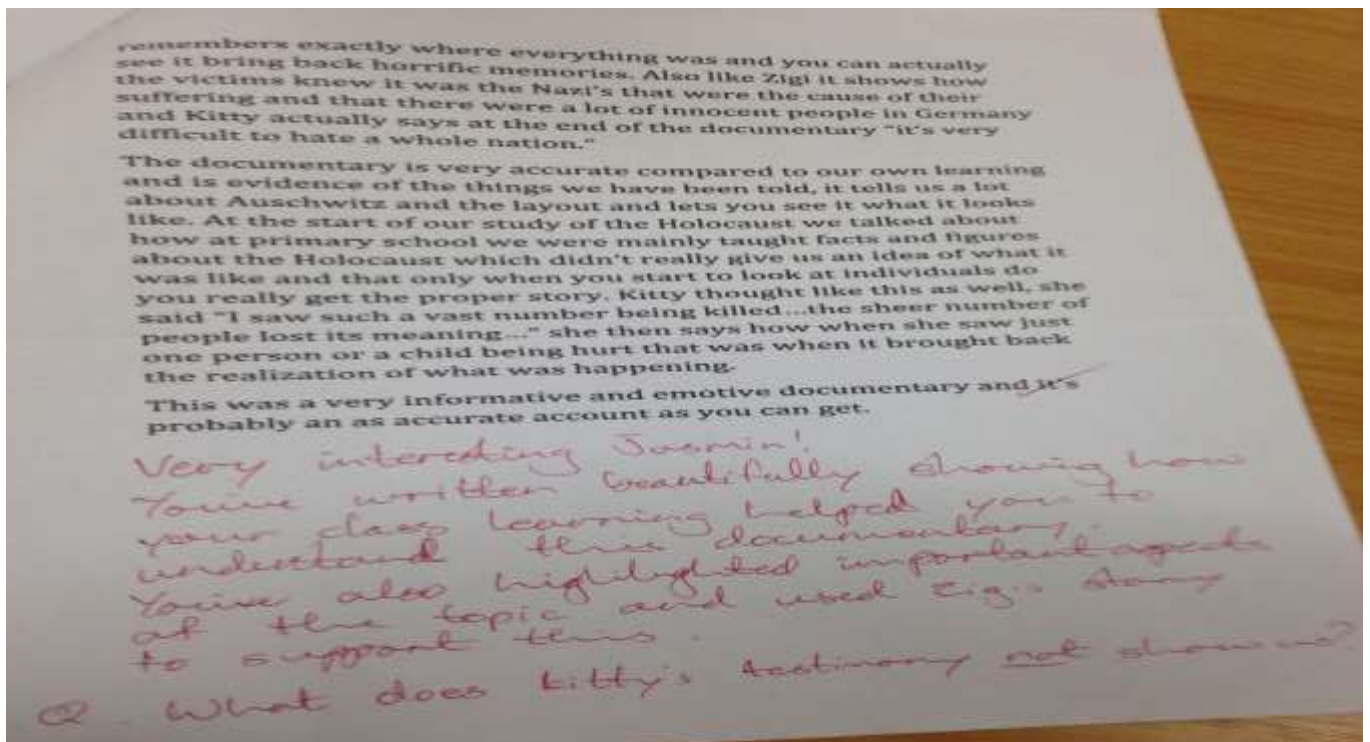 remembers exactly where everything was and you can actually
see it bring back horrific memories. Also like Zigi it shows how
the victims knew it was the Nazi's that were the cause of their
suffering and that there were a lot of innocent people in Germany
and Kitty actually says at the end of the documentary "it's very
difficult to hate a whole nation."
The documentary is very accurate compared to our own learning
and is evidence of the things we have been told, it tells us a lot
about Auschwitz and the layout and lets you see it what it looks
like. At the start of our study of the Holocaust we talked about
how at primary school we were mainly taught facts and figures
about the Holocaust which didn't really give us an idea of what it
was like and that only when you start to look at individuals do
you really get the proper story. Kitty thought like this as well, she
said "I saw such a vast number being killed...the sheer number of
people lost its meaning..." she then says how when she saw just
one person or a child being hurt that was when it brought back
the realization of what was happening.
This was a very informative and emotive documentary and it's
probably an as accurate account as you can get.
Very interesting Jasmin!
You've written beautifully showing how
your class learning helped you to
understand this documentary.
You've also highlighted important aspects
of the topic and used Zigi's story
to support this.
Q. What does Kitty's testimony not show us?